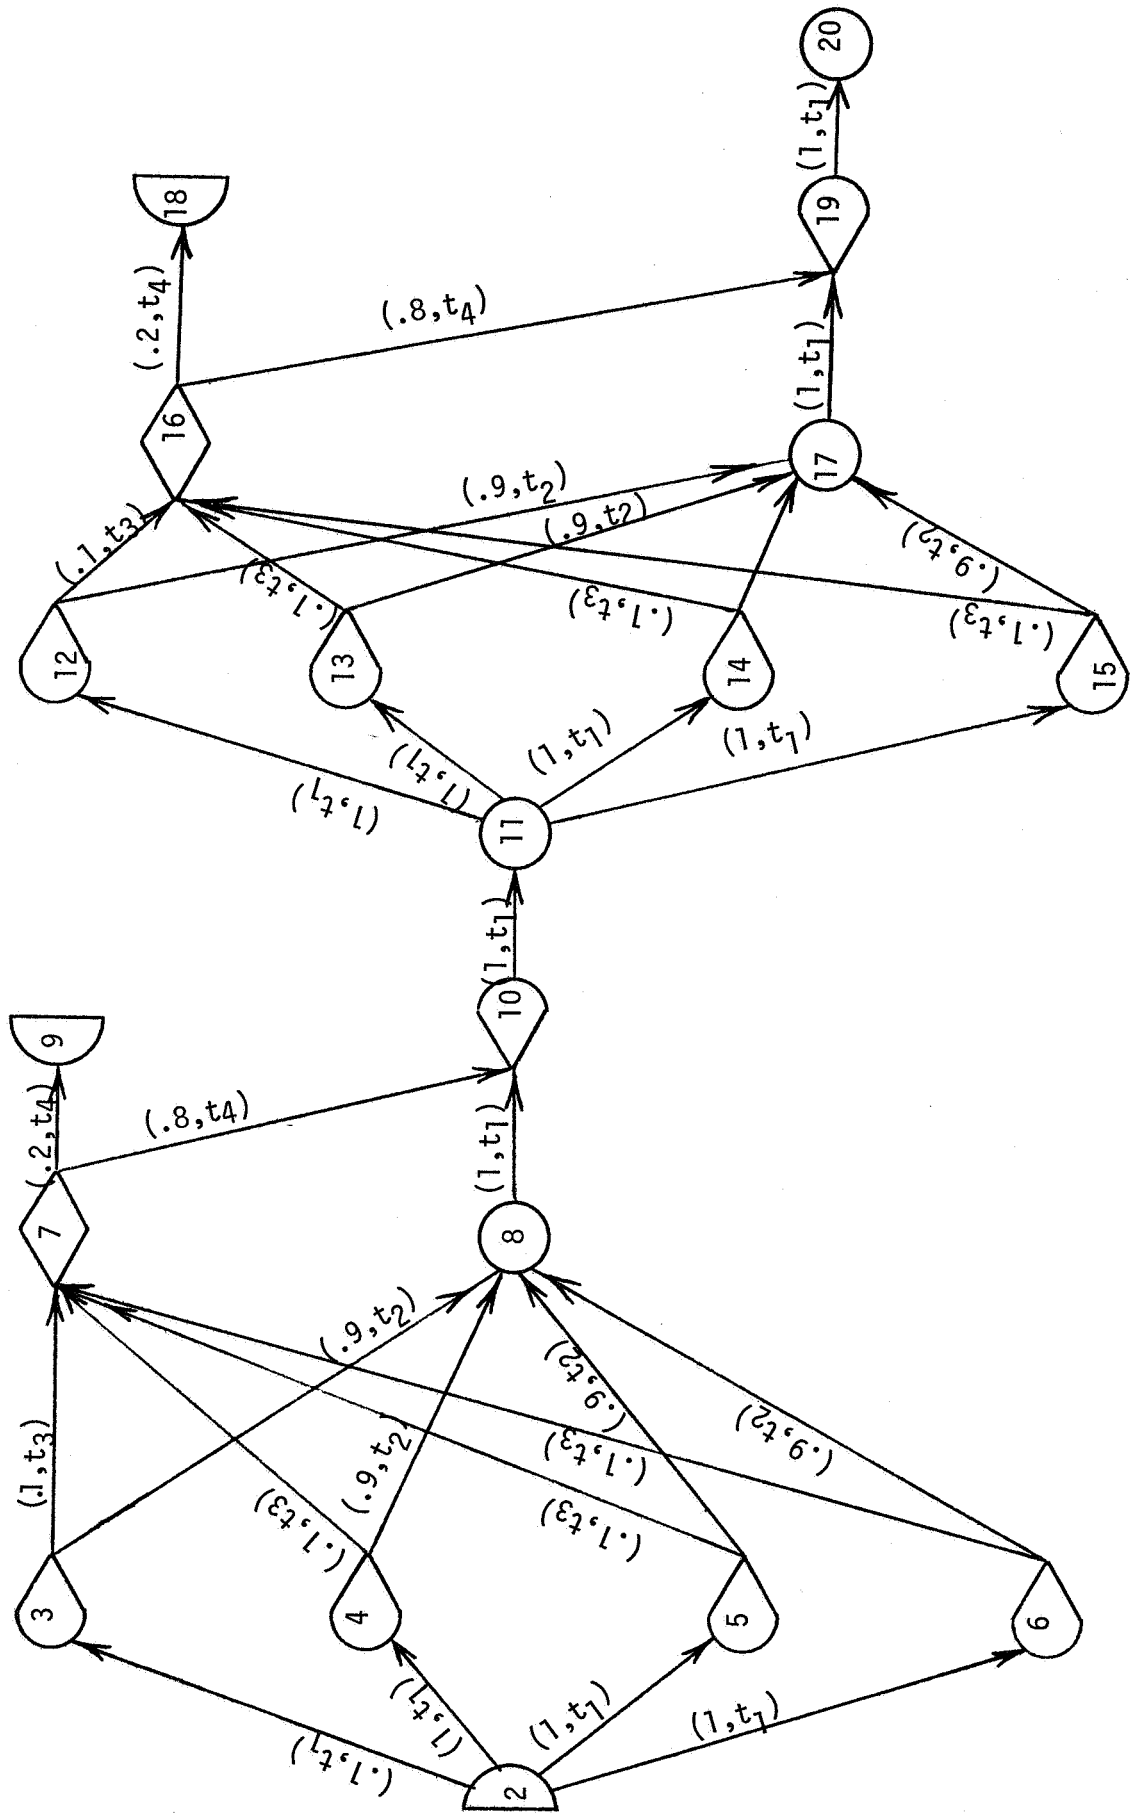 2
(.1,t₁)
(1,t₁)
(1,t₁)
(1,t₁)
3
4
5
6
(.1,t₃)
(.9,t₂)
(.1,t₃)
(.9,t₂)
(.1,t₃)
(.9,t₂)
(.1,t₃)
(.9,t₂)
7
8
(.2,t₄)
(.8,t₄)
(1,t₁)
9
10
(1,t₁)
11
(1,t₁)
(1,t₁)
(1,t₁)
(1,t₁)
12
13
14
15
(.1,t₃)
(.9,t₂)
(.1,t₃)
(.9,t₂)
(.1,t₃)
(.1,t₃)
(.9,t₂)
16
17
(.2,t₄)
(.8,t₄)
(1,t₁)
18
19
(1,t₁)
20